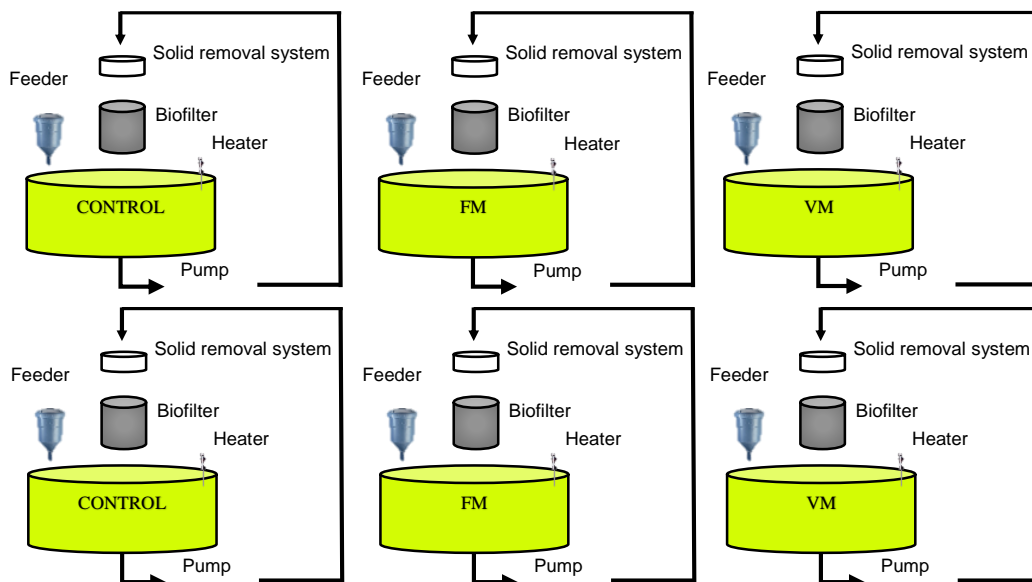 Solid removal system
Solid removal system
Solid removal system
Feeder
Feeder
Feeder
Biofilter
Biofilter
Biofilter
Heater
Heater
Heater
CONTROL
FM
VM
Pump
Pump
Pump
Solid removal system
Solid removal system
Solid removal system
Feeder
Feeder
Feeder
Biofilter
Biofilter
Biofilter
Heater
Heater
Heater
CONTROL
FM
VM
Pump
Pump
Pump